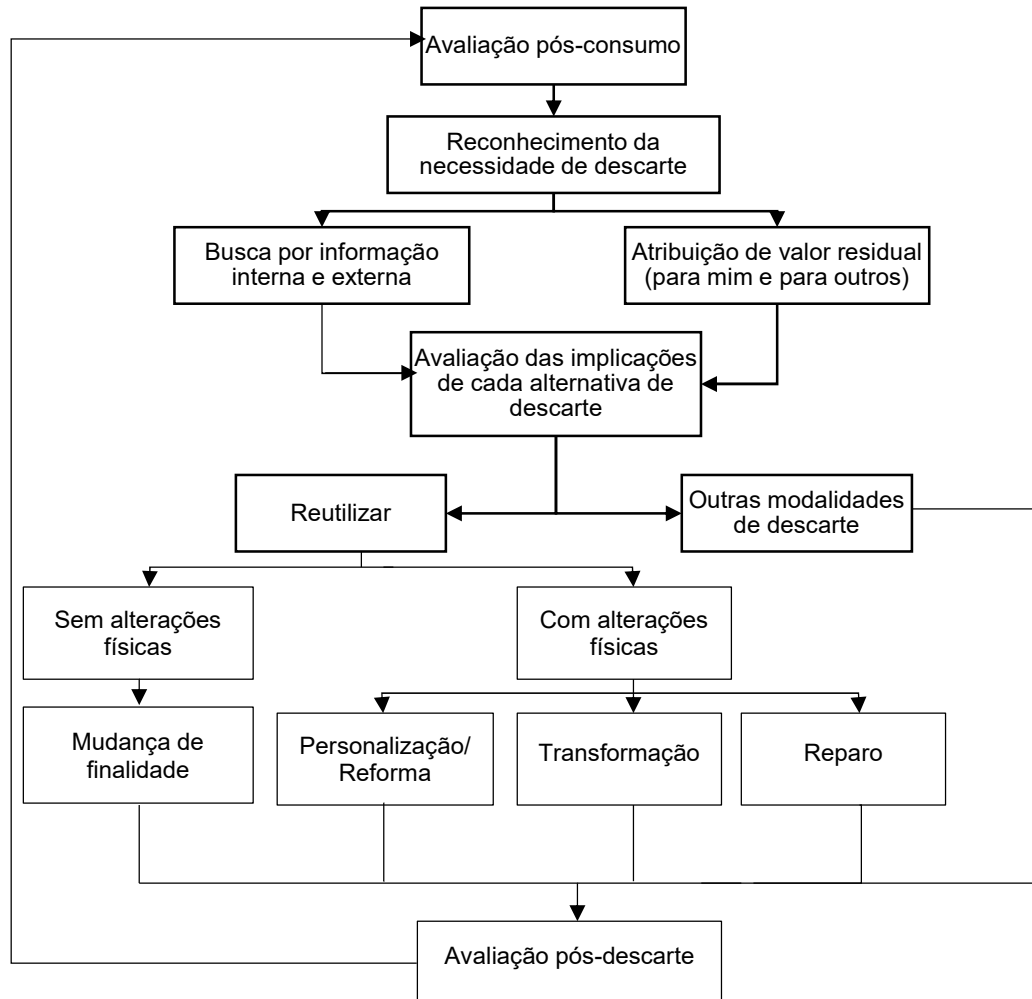 Avaliação pós-consumo
Reconhecimento da
necessidade de descarte
Busca por informação
interna e externa
Atribuição de valor residual
(para mim e para outros)
Avaliação das implicações
de cada alternativa de
descarte
Reutilizar
Outras modalidades
de descarte
Sem alterações
físicas
Com alterações
físicas
Mudança de
finalidade
Personalização/
Reforma
Transformação
Reparo
Avaliação pós-descarte